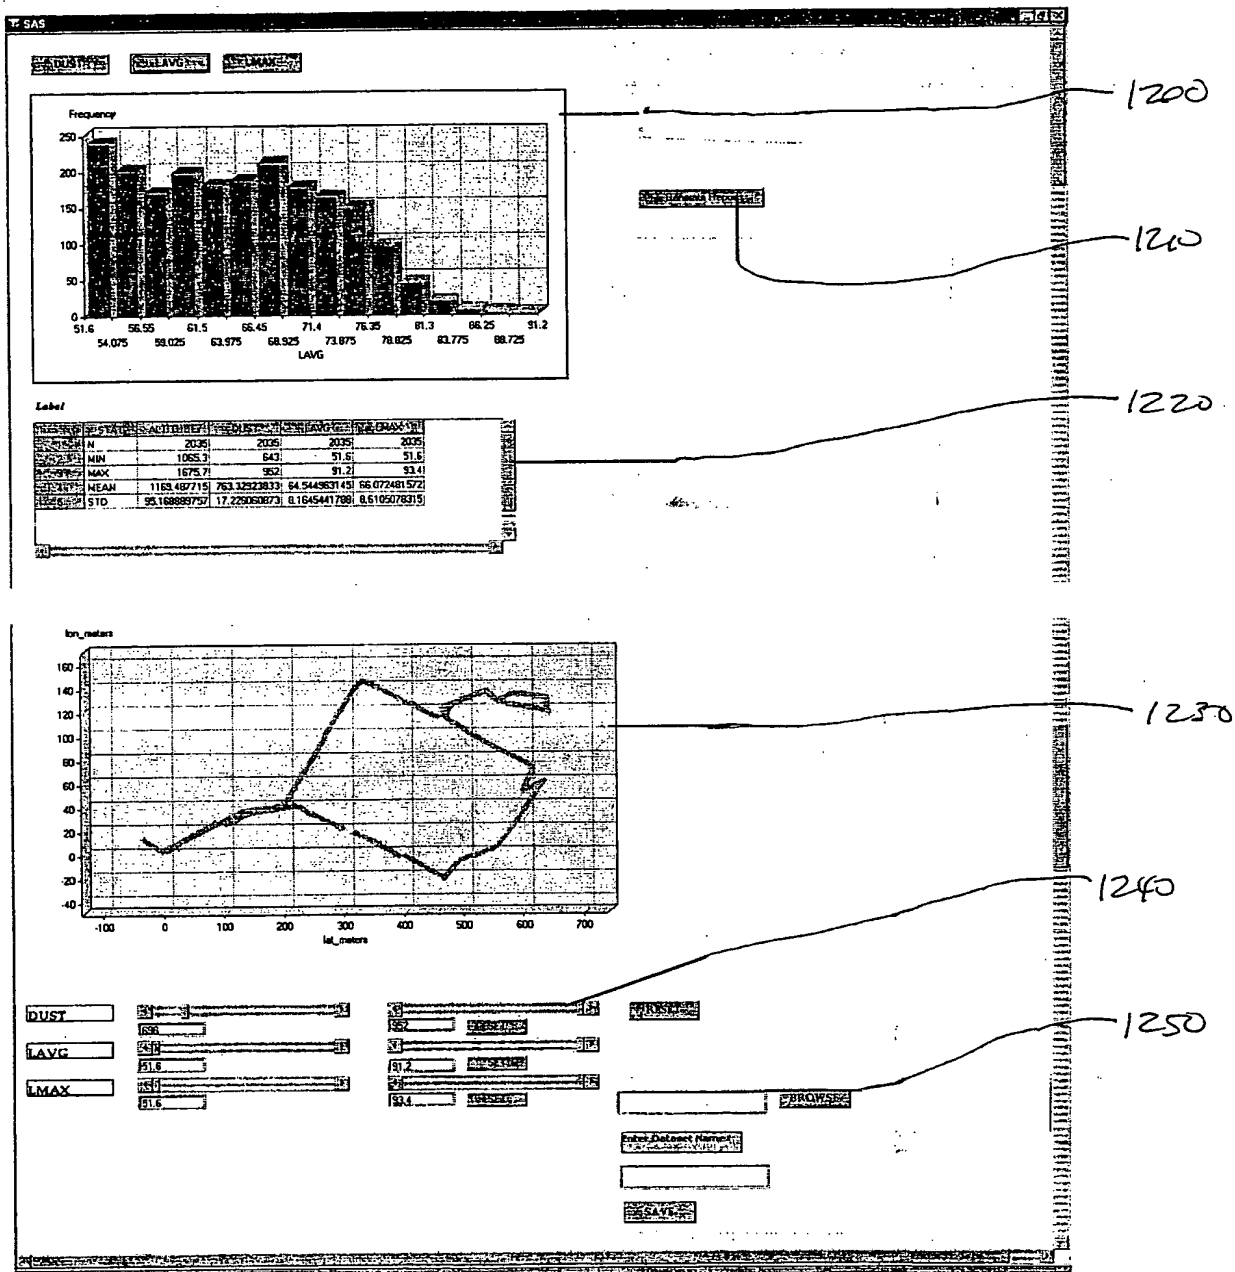 SAS
DUST LAVG LMAX
1200
Frequency
250
200
150
100
50
0
51.6 56.55 61.5 66.45 71.4 76.35 81.3 86.25 91.2
54.075 59.025 63.975 68.925 73.875 78.825 83.775 88.725
LAVG
1210
1220
Label
STAT ALTITUDE DUST LAVG LMAX
N 2035 2035 2035 2035
MIN 1065.3 643 51.6 51.6
MAX 1675.7 952 91.2 93.4
MEAN 1169.487715 763.32923833 64.544963145 66.072481572
STD 95.168889757 17.225060873 8.1645441788 8.6105078315
lon_meters
160
140
120
100
80
60
40
20
0
-20
-40
-100 0 100 200 300 400 500 600 700
lat_meters
1230
1240
DUST
696 952
RESET
LAVG
51.6 91.2
LMAX
51.6 93.4
1250
BROWSE
Enter Dataset Name
SAVE